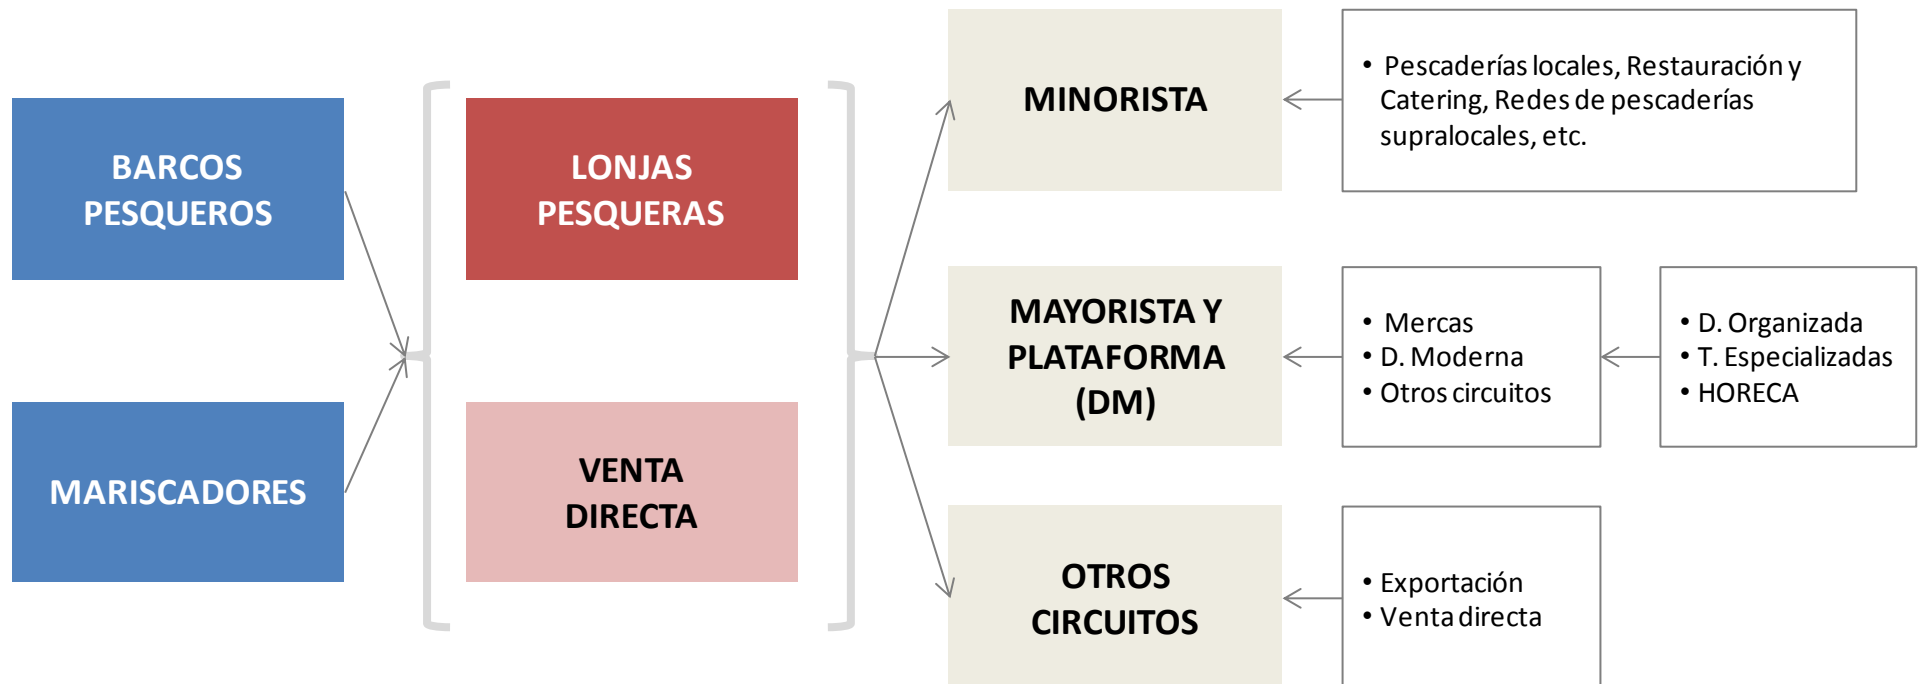 BARCOS
PESQUEROS
MARISCADORES
LONJAS
PESQUERAS
VENTA
DIRECTA
MINORISTA
• Pescaderías locales, Restauración y
Catering, Redes de pescaderías
supralocales, etc.
MAYORISTA Y
PLATAFORMA
(DM)
• Mercas
• D. Moderna
• Otros circuitos
• D. Organizada
• T. Especializadas
• HORECA
OTROS
CIRCUITOS
• Exportación
• Venta directa